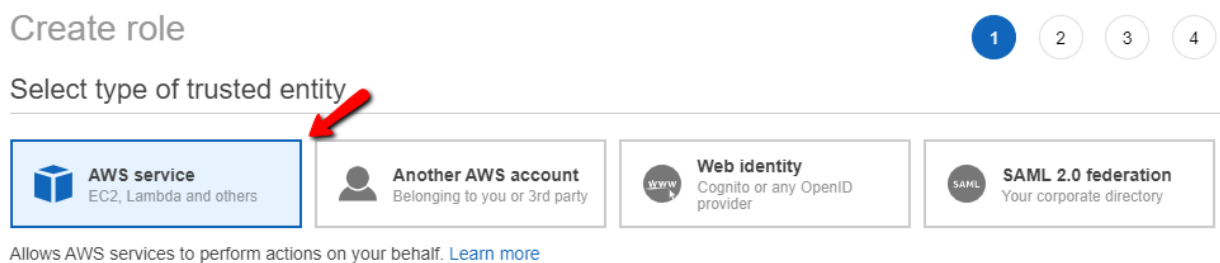 Create role
1 2 3 4
Select type of trusted entity
AWS service
EC2, Lambda and others
Another AWS account
Belonging to you or 3rd party
www
Web identity
Cognito or any OpenID
provider
SAML
SAML 2.0 federation
Your corporate directory
Allows AWS services to perform actions on your behalf. Learn more